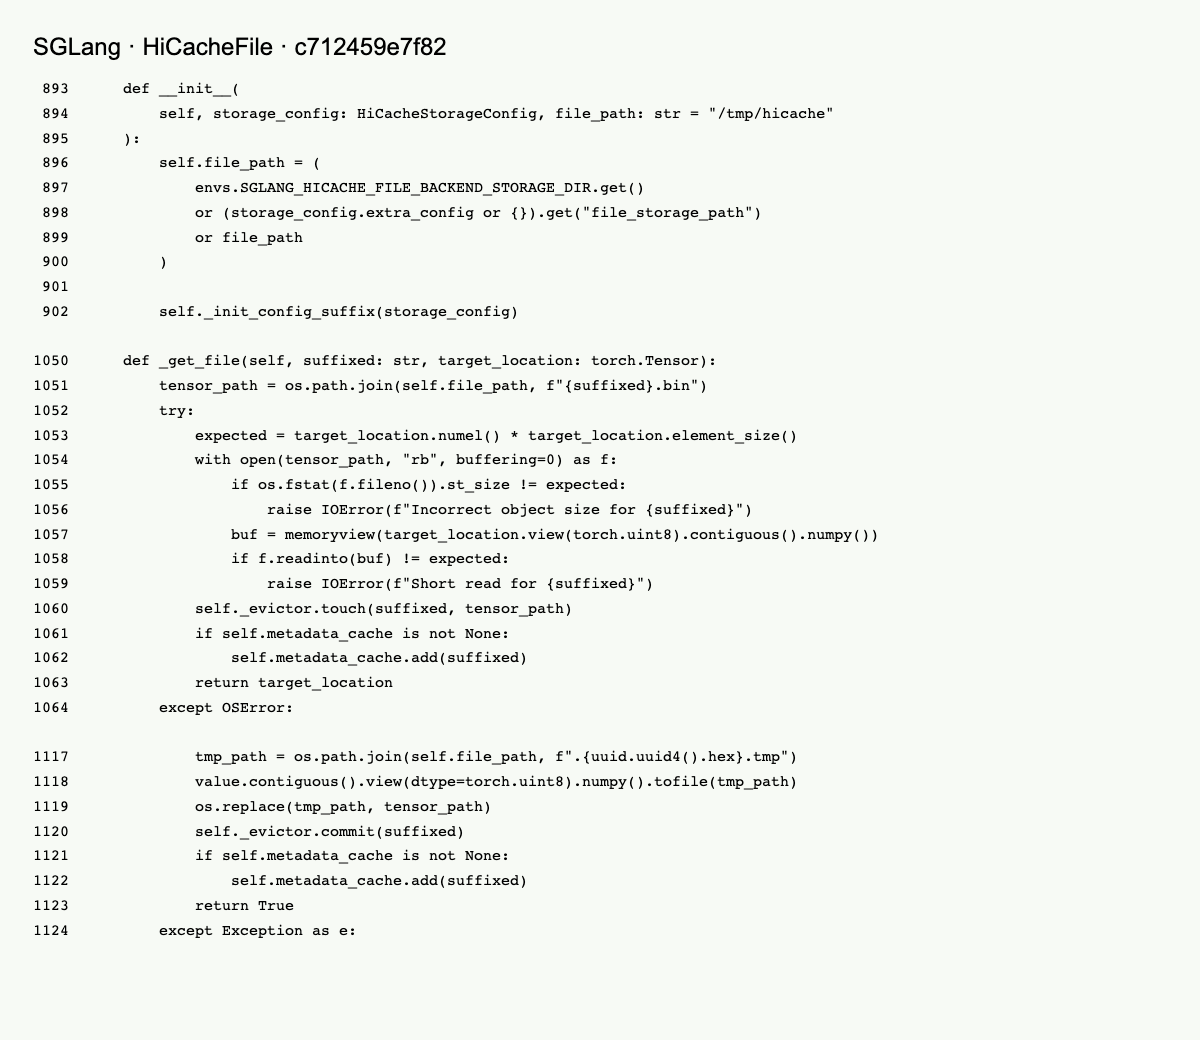 SGLang · HiCacheFile · c712459e7f82
893      def __init__(
894          self, storage_config: HiCacheStorageConfig, file_path: str = "/tmp/hicache"
895      ):
896          self.file_path = (
897              envs.SGLANG_HICACHE_FILE_BACKEND_STORAGE_DIR.get()
898              or (storage_config.extra_config or {}).get("file_storage_path")
899              or file_path
900          )
901
902          self._init_config_suffix(storage_config)
1050      def _get_file(self, suffixed: str, target_location: torch.Tensor):
1051          tensor_path = os.path.join(self.file_path, f"{suffixed}.bin")
1052          try:
1053              expected = target_location.numel() * target_location.element_size()
1054              with open(tensor_path, "rb", buffering=0) as f:
1055                  if os.fstat(f.fileno()).st_size != expected:
1056                      raise IOError(f"Incorrect object size for {suffixed}")
1057                  buf = memoryview(target_location.view(torch.uint8).contiguous().numpy())
1058                  if f.readinto(buf) != expected:
1059                      raise IOError(f"Short read for {suffixed}")
1060              self._evictor.touch(suffixed, tensor_path)
1061              if self.metadata_cache is not None:
1062                  self.metadata_cache.add(suffixed)
1063              return target_location
1064          except OSError:
1117              tmp_path = os.path.join(self.file_path, f".{uuid.uuid4().hex}.tmp")
1118              value.contiguous().view(dtype=torch.uint8).numpy().tofile(tmp_path)
1119              os.replace(tmp_path, tensor_path)
1120              self._evictor.commit(suffixed)
1121              if self.metadata_cache is not None:
1122                  self.metadata_cache.add(suffixed)
1123              return True
1124          except Exception as e: